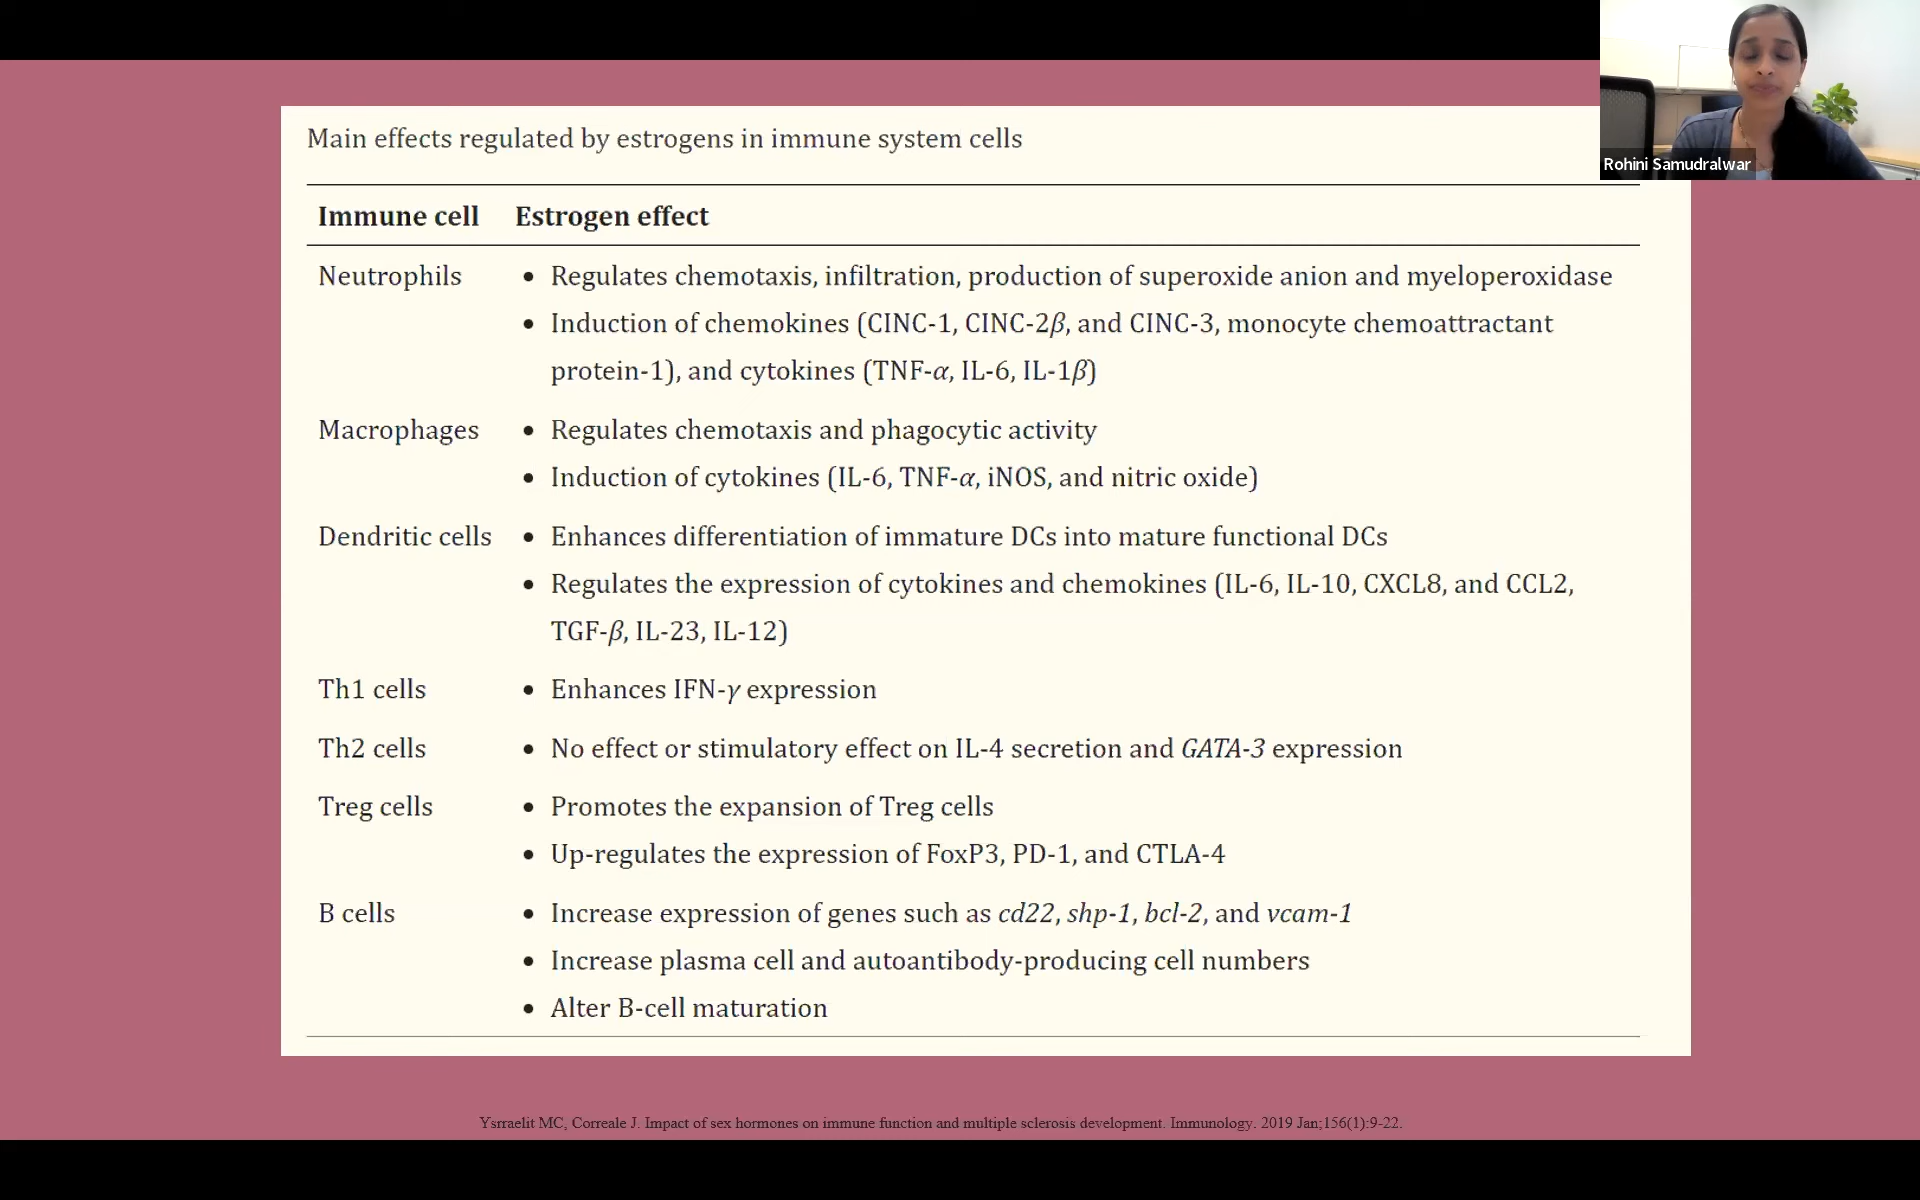 Rohini Samudralwar
Main effects regulated by estrogens in immune system cells
Immune cell Estrogen effect
Neutrophils • Regulates chemotaxis, infiltration, production of superoxide anion and myeloperoxidase
• Induction of chemokines (CINC-1, CINC-2β, and CINC-3, monocyte chemoattractant
protein-1), and cytokines (TNF-α, IL-6, IL-1β)
Macrophages • Regulates chemotaxis and phagocytic activity
• Induction of cytokines (IL-6, TNF-α, iNOS, and nitric oxide)
Dendritic cells • Enhances differentiation of immature DCs into mature functional DCs
• Regulates the expression of cytokines and chemokines (IL-6, IL-10, CXCL8, and CCL2,
TGF-β, IL-23, IL-12)
Th1 cells • Enhances IFN-γ expression
Th2 cells • No effect or stimulatory effect on IL-4 secretion and GATA-3 expression
Treg cells • Promotes the expansion of Treg cells
• Up-regulates the expression of FoxP3, PD-1, and CTLA-4
B cells • Increase expression of genes such as cd22, shp-1, bcl-2, and vcam-1
• Increase plasma cell and autoantibody-producing cell numbers
• Alter B-cell maturation
Ysrraelit MC, Correale J. Impact of sex hormones on immune function and multiple sclerosis development. Immunology. 2019 Jan;156(1):9-22.